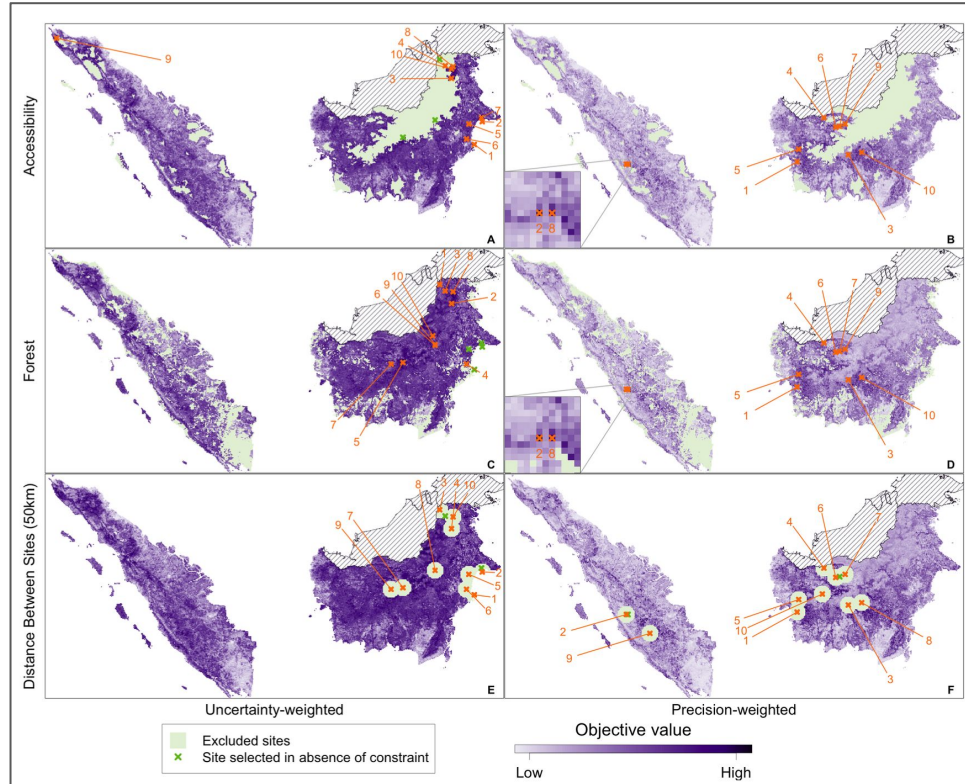 Accessibility
8
4
10
3
9
7
2
5
6
1
A
6
7
4
9
5
1
10
3
2 8
B
Forest
1 3 8
10
9
6
2
4
7
5
C
6
7
4
9
5
1
10
3
2 8
D
Distance Between Sites (50km)
3 4 10
8
7
9
2
5
1
6
E
6
7
4
5
10
1
2
9
8
3
F
Uncertainty-weighted
Precision-weighted
Excluded sites
Site selected in absence of constraint
Objective value
Low
High